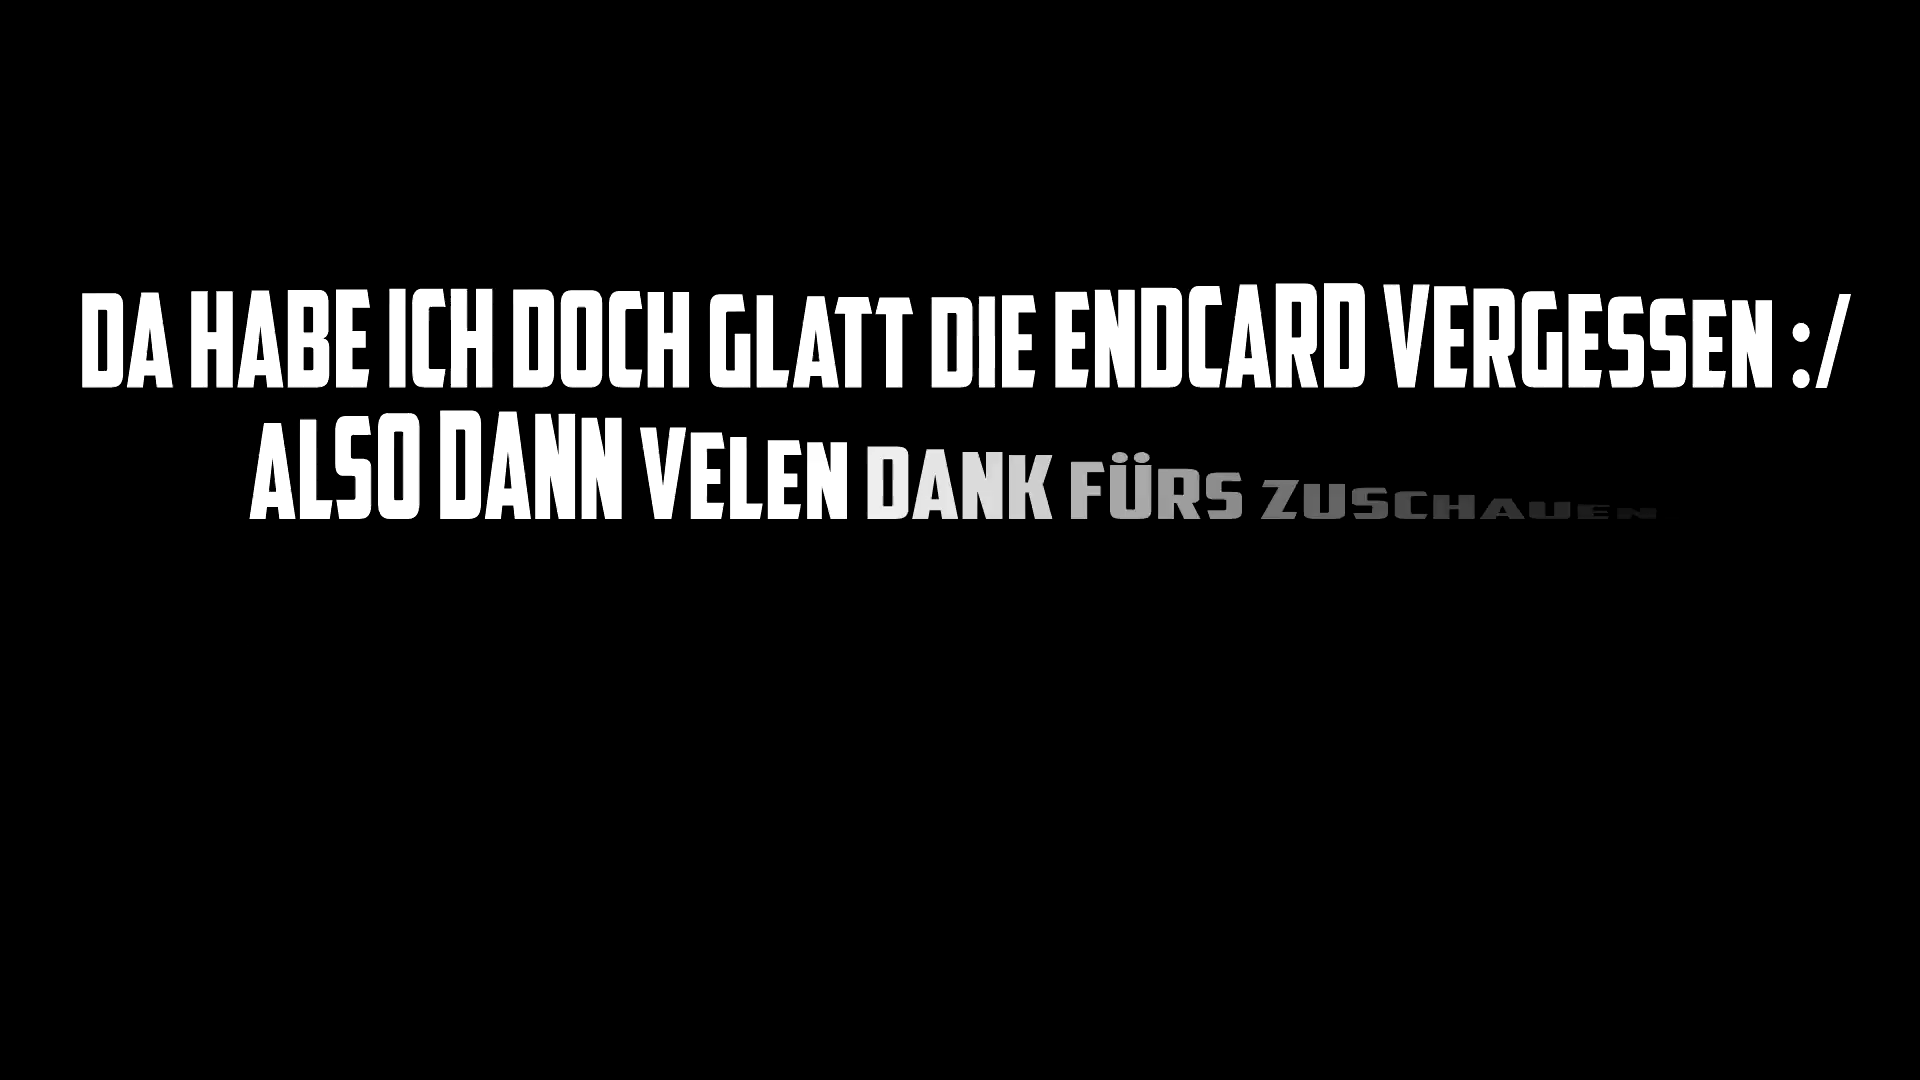 DA HABE ICH DOCH GLATT DIE ENDCARD VERGESSEN :/
ALSO DANN VELEN DANK FÜRS ZUSCHAUEN